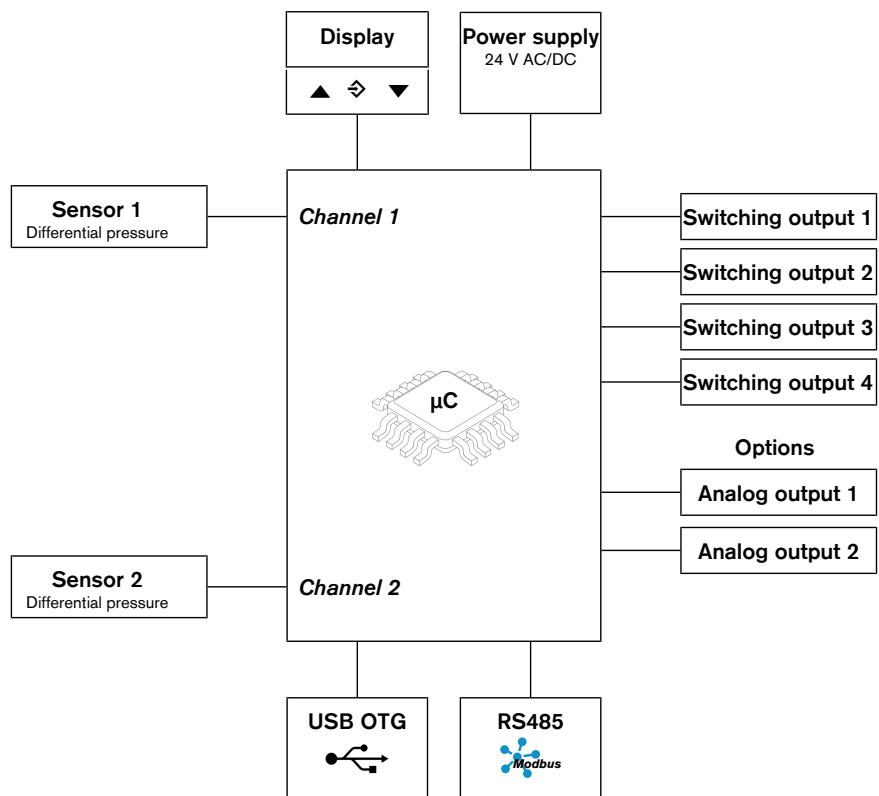 Display
Power supply
24 V AC/DC
Sensor 1
Differential pressure
Channel 1
Switching output 1
Switching output 2
Switching output 3
Switching output 4
µC
Options
Analog output 1
Analog output 2
Sensor 2
Differential pressure
Channel 2
USB OTG
RS485
Modbus